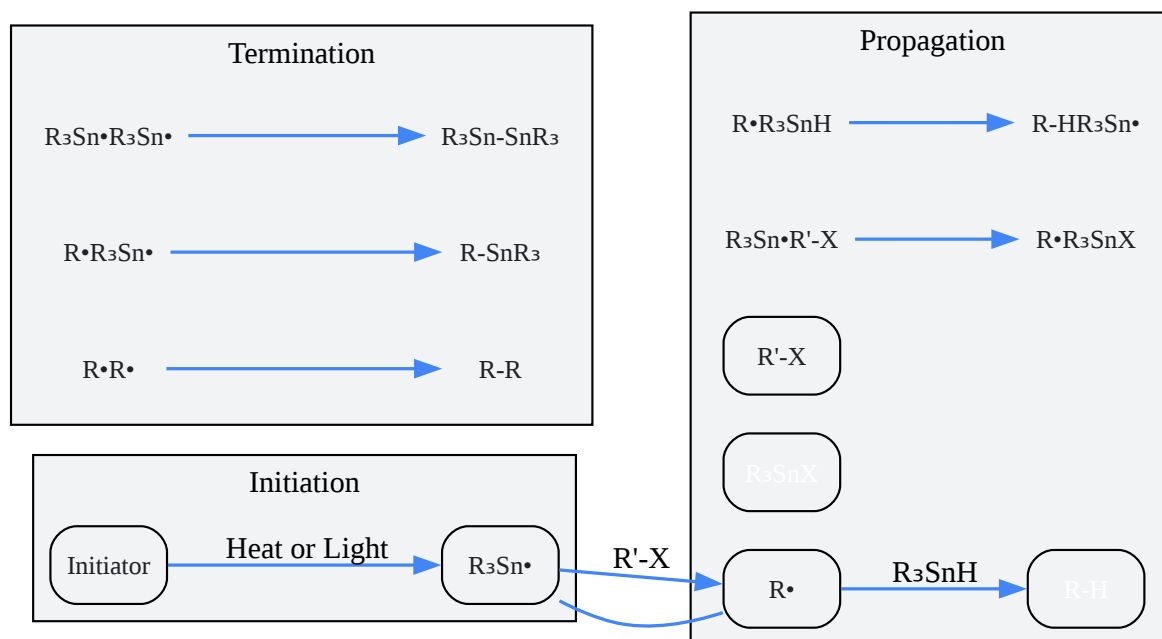 Termination
R₃Sn•R₃Sn•
R₃Sn-SnR₃
R•R₃Sn•
R-SnR₃
R•R•
R-R
Initiation
Initiator
Heat or Light
R₃Sn•
R'-X
Propagation
R•R₃SnH
R-HR₃Sn•
R₃Sn•R'-X
R•R₃SnX
R'-X
R₃SnX
R•
R₃SnH
R-H